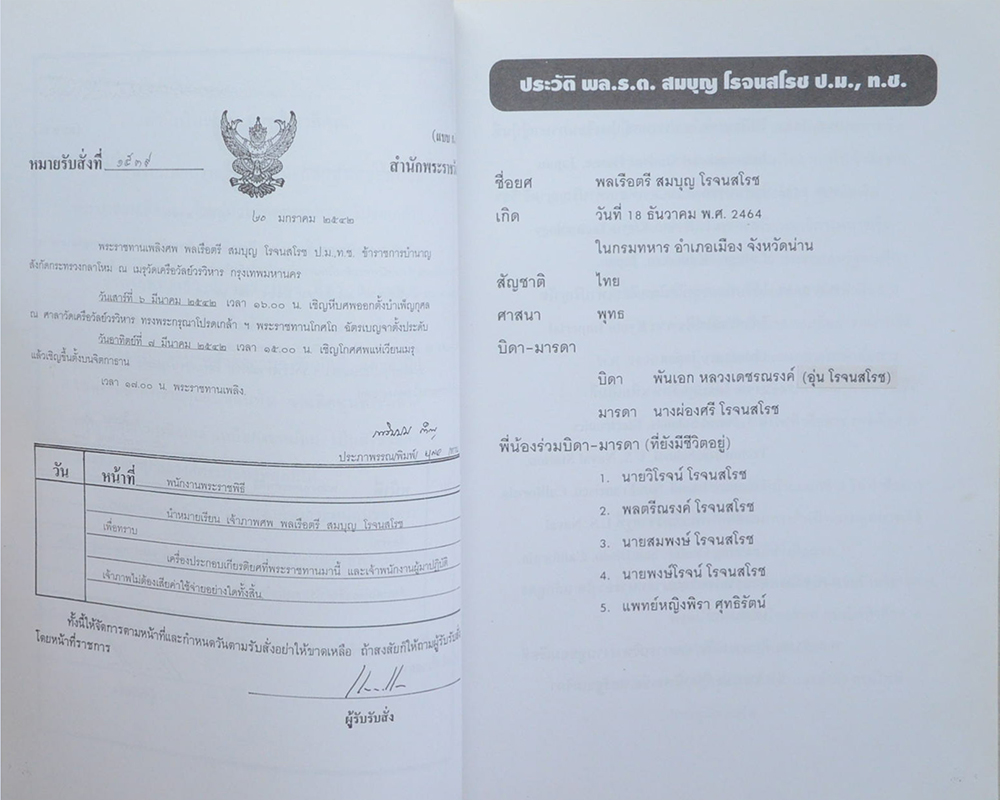 (แบบ
หมายรับสั่งที่ ๑๕๓๙
สำนักพระราชวัง
๒๐ มกราคม ๒๕๔๒
พระราชทานเพลิงศพ พลเรือตรี สมบุญ โรจนสโรช ป.ม.,ท.ช. ข้าราชการบำนาญ
สังกัดกระทรวงกลาโหม ณ เมรุวัดเครือวัลย์วรวิหาร กรุงเทพมหานคร
วันเสาร์ที่ ๖ มีนาคม ๒๕๔๒ เวลา ๑๖.๐๐ น. เชิญหีบศพออกตั้งบำเพ็ญกุศล
ณ ศาลาวัดเครือวัลย์วรวิหาร ทรงพระกรุณาโปรดเกล้า ฯ พระราชทานโกศโถ ฉัตรเบญจาตั้งประดับ
วันอาทิตย์ที่ ๗ มีนาคม ๒๕๔๒ เวลา ๑๕.๐๐ น. เชิญโกศศพแห่เวียนเมรุ
แล้วเชิญขึ้นตั้งบนจิตกาธาน
เวลา ๑๗.๐๐ น. พระราชทานเพลิง.
ประภาพรรณ/พิมพ์/
วัน หน้าที่ พนักงานพระราชพิธี
นำหมายเรียน เจ้าภาพศพ พลเรือตรี สมบุญ โรจนสโรช
เพื่อทราบ
เครื่องประกอบเกียรติยศที่พระราชทานมานี้ และเจ้าพนักงานผู้มาปฏิบัติ
เจ้าภาพไม่ต้องเสียค่าใช้จ่ายอย่างใดทั้งสิ้น.
ทั้งนี้ให้จัดการตามหน้าที่และกำหนดวันตามรับสั่งอย่าให้ขาดเหลือ ถ้าสงสัยก็ให้ถามผู้รับรับสั่ง
โดยหน้าที่ราชการ
ผู้รับรับสั่ง
ประวัติ พล.ร.ต. สมบุญ โรจนสโรช ป.ม., ท.ช.
ชื่อยศ พลเรือตรี สมบุญ โรจนสโรช
เกิด วันที่ 18 ธันวาคม พ.ศ. 2464
ในกรมทหาร อำเภอเมือง จังหวัดน่าน
สัญชาติ ไทย
ศาสนา พุทธ
บิดา-มารดา
บิดา พันเอก หลวงเดชรณรงค์ (อุ่น โรจนสโรช)
มารดา นางผ่องศรี โรจนสโรช
พี่น้องร่วมบิดา-มารดา (ที่ยังมีชีวิตอยู่)
1. นายวิโรจน์ โรจนสโรช
2. พลตรีณรงค์ โรจนสโรช
3. นายสมพงษ์ โรจนสโรช
4. นายพงษ์โรจน์ โรจนสโรช
5. แพทย์หญิงพิรา ศุทธิรัตน์